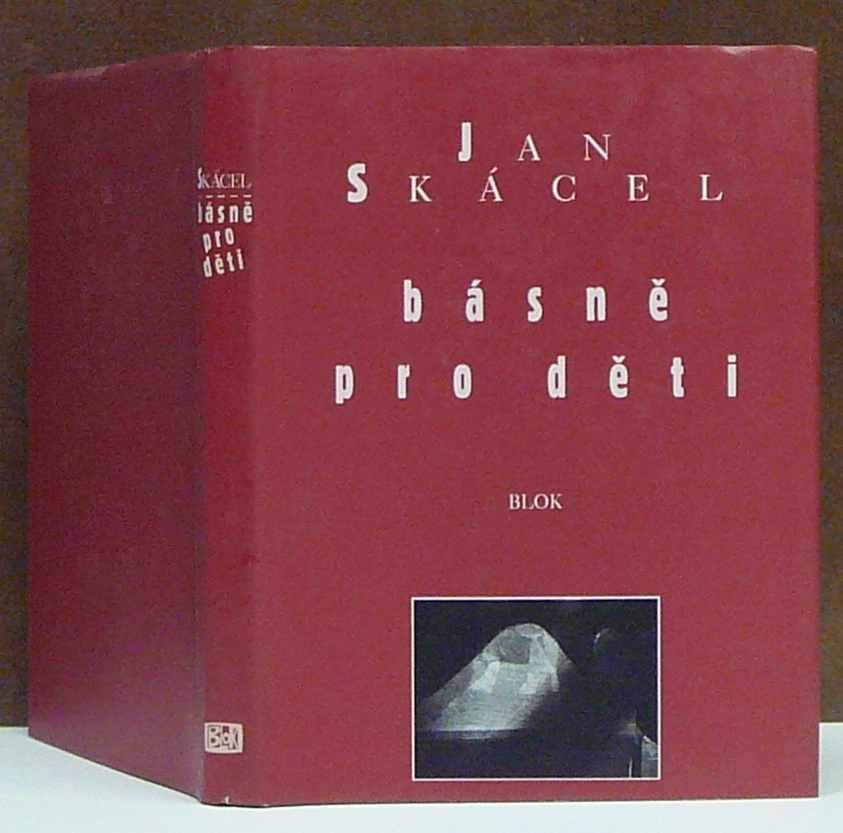 SKÁCEL
básně
pro
děti
BLOK
JAN
SKÁCEL
básně
pro děti
BLOK